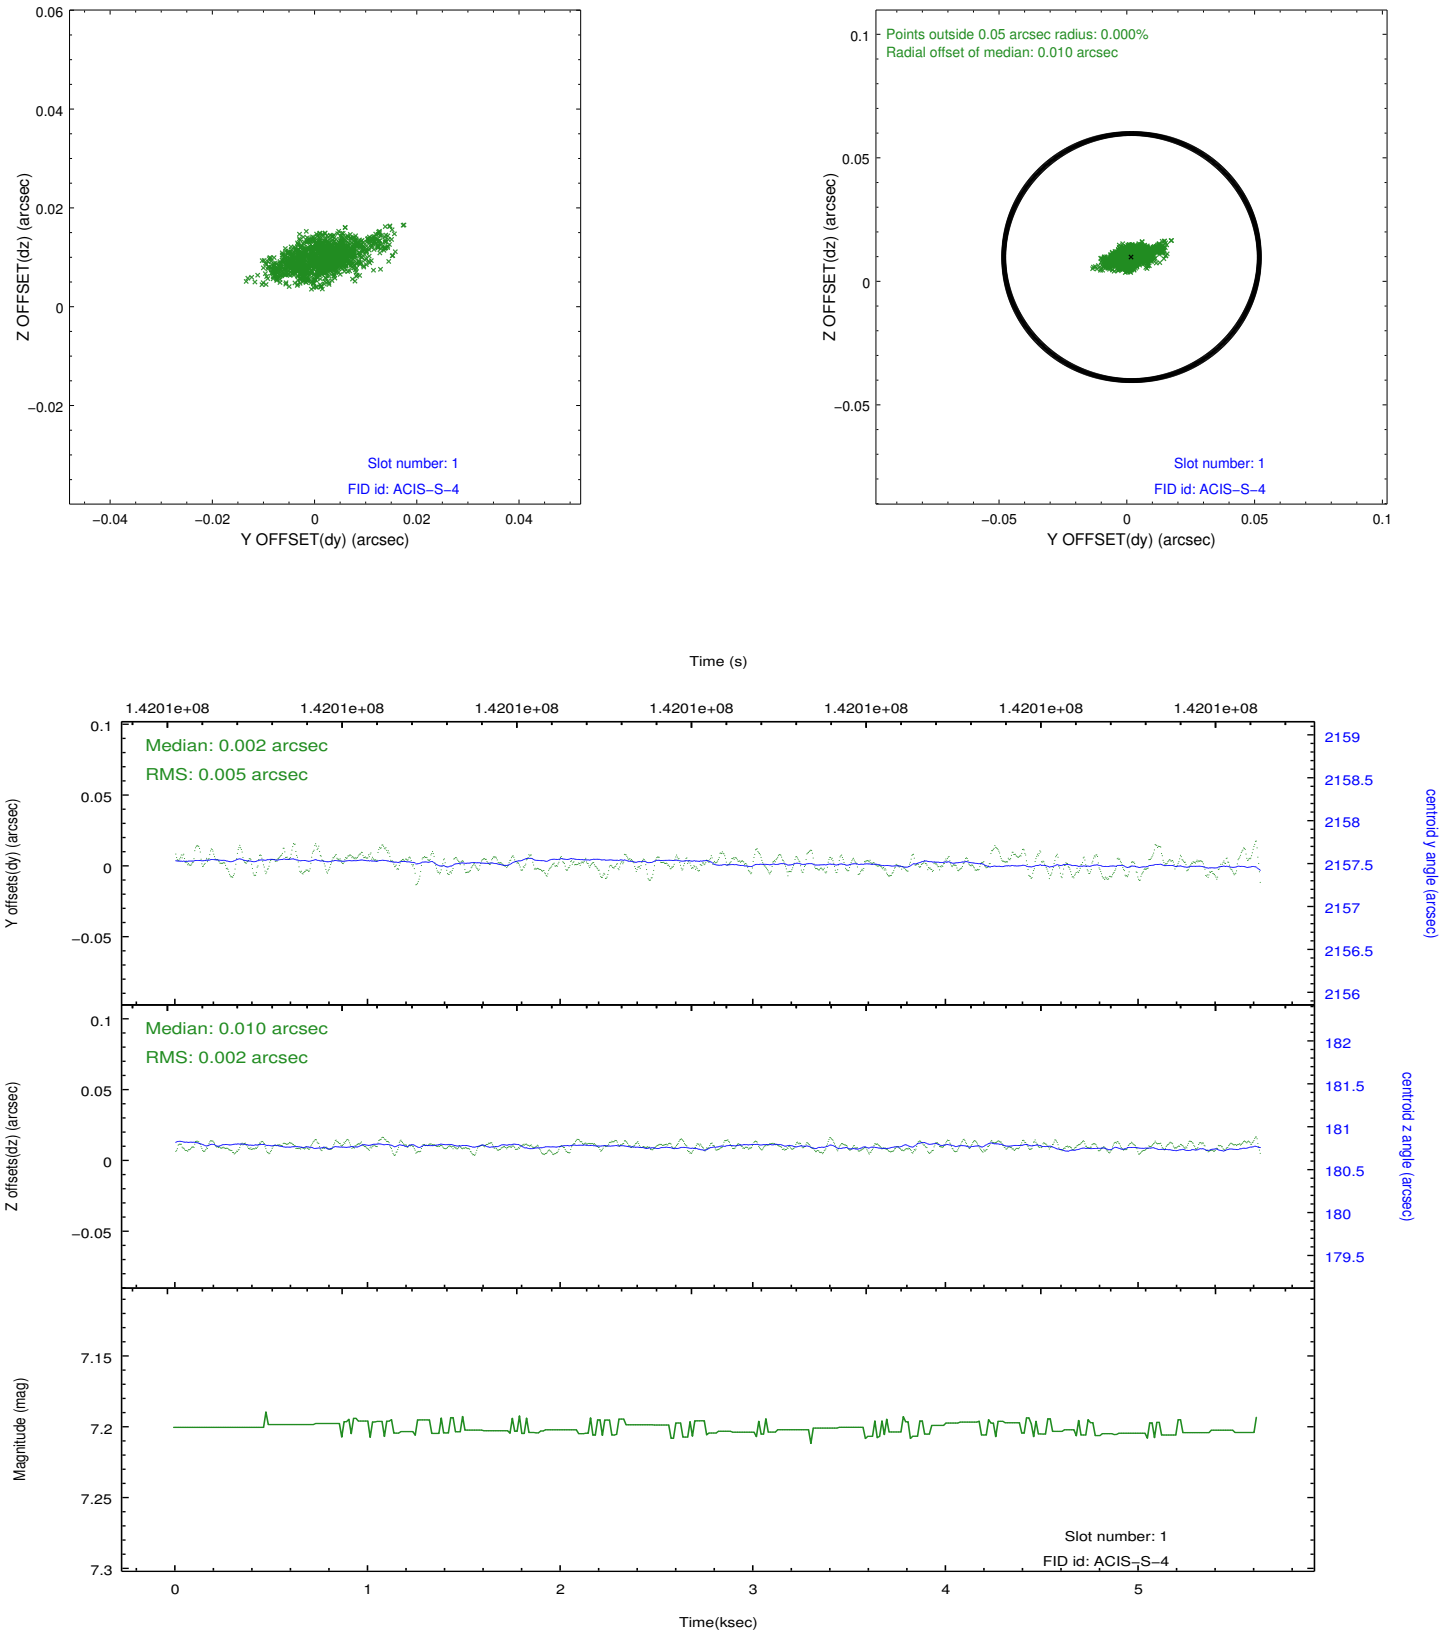 0.06
0.04
0.02
0
−0.02
Z OFFSET(dz) (arcsec)
Slot number: 1
FID id: ACIS−S−4
−0.04 −0.02 0 0.02 0.04
Y OFFSET(dy) (arcsec)
Points outside 0.05 arcsec radius: 0.000%
Radial offset of median: 0.010 arcsec
0.1
0.05
0
−0.05
Z OFFSET(dz) (arcsec)
Slot number: 1
FID id: ACIS−S−4
−0.05 0 0.05 0.1
Y OFFSET(dy) (arcsec)
Time (s)
1.4201e+08 1.4201e+08 1.4201e+08 1.4201e+08 1.4201e+08 1.4201e+08 1.4201e+08
Median: 0.002 arcsec
RMS: 0.005 arcsec
0.1
0.05
0
−0.05
Y offsets(dy) (arcsec)
2159
2158.5
2158
2157.5
2157
2156.5
2156
centroid y angle (arcsec)
Median: 0.010 arcsec
RMS: 0.002 arcsec
0.1
0.05
0
−0.05
Z offsets(dz) (arcsec)
182
181.5
181
180.5
180
179.5
centroid z angle (arcsec)
7.15
7.2
7.25
7.3
Magnitude (mag)
Slot number: 1
FID id: ACIS−S−4
0 1 2 3 4 5
Time(ksec)